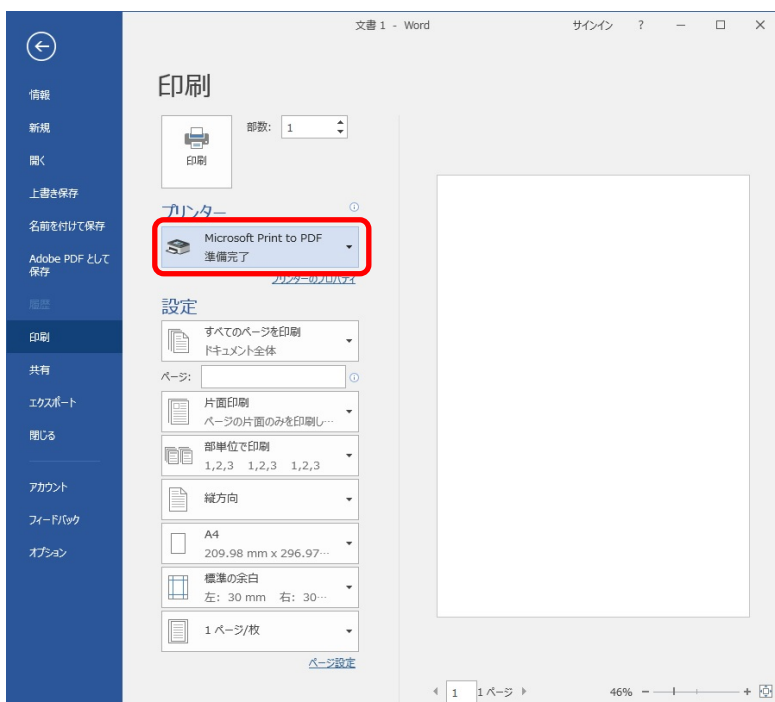 文書 1 - Word
サインイン
?
情報
新規
開く
上書き保存
名前を付けて保存
Adobe PDF として
保存
履歴
印刷
共有
エクスポート
閉じる
アカウント
フィードバック
オプション
印刷
印刷
部数: 1
プリンター
Microsoft Print to PDF
準備完了
プリンターのプロパティ
設定
すべてのページを印刷
ドキュメント全体
ページ:
片面印刷
ページの片面のみを印刷し…
部単位で印刷
1,2,3 1,2,3 1,2,3
縦方向
A4
209.98 mm x 296.97…
標準の余白
左: 30 mm 右: 30…
1 ページ/枚
ページ設定
1 1 ページ
46%